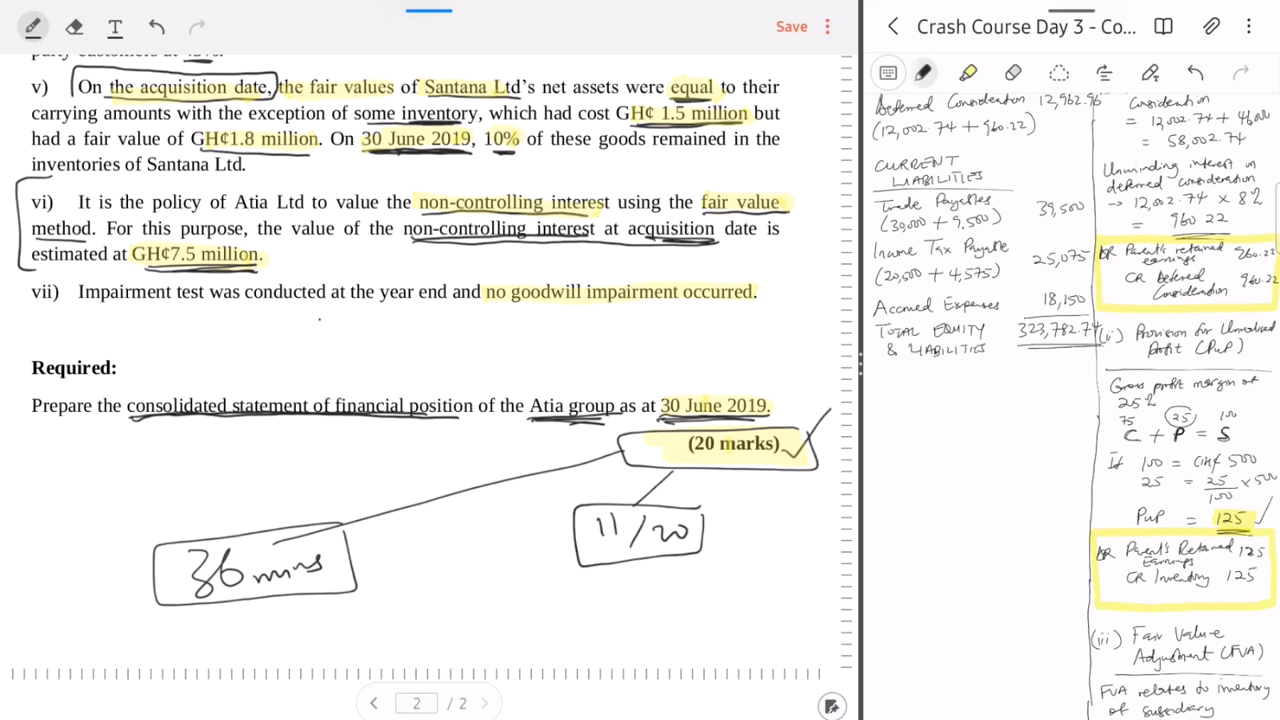 Save
Crash Course Day 3 - Co...
v) On the acquisition date, the fair values of Santana Ltd's net assets were equal to their
carrying amounts with the exception of some inventory, which had cost GH¢ 1.5 million but
had a fair value of GH¢1.8 million. On 30 June 2019, 10% of these goods remained in the
inventories of Santana Ltd.
vi) It is the policy of Atia Ltd to value the non-controlling interest using the fair value
method. For this purpose, the value of the non-controlling interest at acquisition date is
estimated at GH¢7.5 million.
vii) Impairment test was conducted at the year end and no goodwill impairment occurred.
Required:
Prepare the consolidated statement of financial position of the Atia group as at 30 June 2019.
(20 marks)
11/20
36 mins
2 / 2
Deferred Consideration 12,962.96
(12,002.74 + 960.22)
CURRENT
LIABILITIES
Trade Payables
(30,000 + 9,500) 39,500
Income Tax Payable
(20,500 + 4,575) 25,075
Accrued Expenses 18,150
TOTAL EQUITY 323,782.74
& LIABILITIES
Consideration
= 12,002.74 + 46,000
= 58,002.74
Unwinding interest on
deferred consideration
→ 12,002.74 × 8%
= 960.22
DR Parent's retained
earnings 960.22
CR Deferred
Consideration 960.22
(ii) Provision for Unrealised
Profit (PUP)
Gross profit margin of
25%
75 25 100
C + P = S
If 100 = GH¢ 500
25 = 25/100 × 500
PUP = 125
DR Parent's Retained
Earnings 125
CR Inventory 125
(iii) Fair Value
Adjustment (FVA)
FVA relates to inventory
of subsidiary